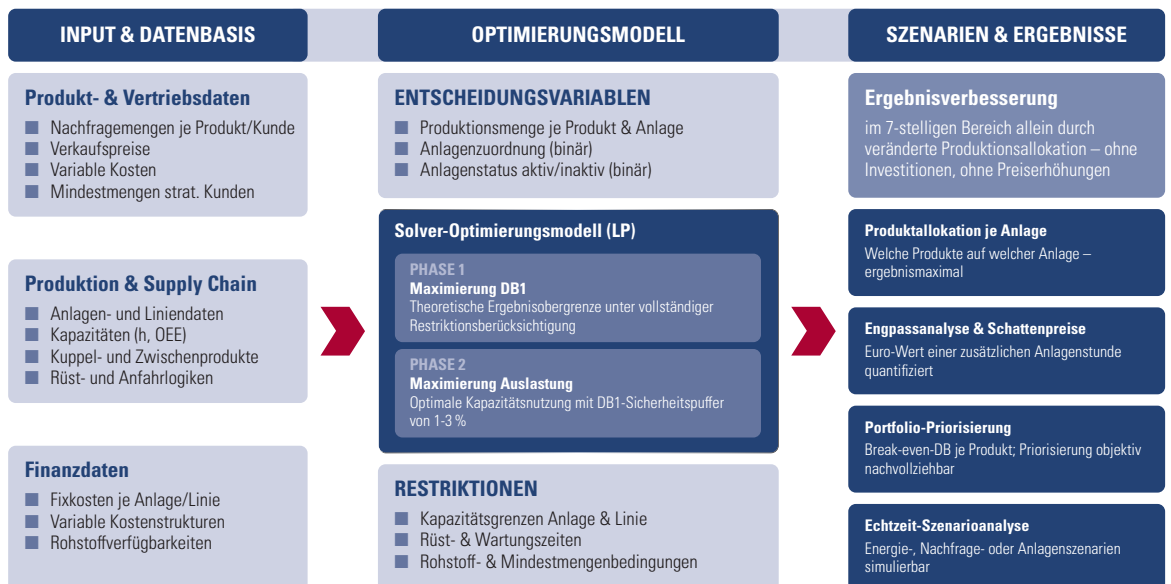 INPUT & DATENBASIS
Produkt- & Vertriebsdaten
■ Nachfragemengen je Produkt/Kunde
■ Verkaufspreise
■ Variable Kosten
■ Mindestmengen strat. Kunden
Produktion & Supply Chain
■ Anlagen- und Liniendaten
■ Kapazitäten (h, OEE)
■ Kuppel- und Zwischenprodukte
■ Rüst- und Anfahrlogiken
Finanzdaten
■ Fixkosten je Anlage/Linie
■ Variable Kostenstrukturen
■ Rohstoffverfügbarkeiten
OPTIMIERUNGSMODELL
ENTSCHEIDUNGSVARIABLEN
■ Produktionsmenge je Produkt & Anlage
■ Anlagenzuordnung (binär)
■ Anlagenstatus aktiv/inaktiv (binär)
Solver-Optimierungsmodell (LP)
PHASE 1
Maximierung DB1
Theoretische Ergebnisobergrenze unter vollständiger
Restriktionsberücksichtigung
PHASE 2
Maximierung Auslastung
Optimale Kapazitätsnutzung mit DB1-Sicherheitspuffer
von 1-3 %
RESTRIKTIONEN
■ Kapazitätsgrenzen Anlage & Linie
■ Rüst- & Wartungszeiten
■ Rohstoff- & Mindestmengenbedingungen
SZENARIEN & ERGEBNISSE
Ergebnisverbesserung
im 7-stelligen Bereich allein durch
veränderte Produktionsallokation – ohne
Investitionen, ohne Preiserhöhungen
Produktallokation je Anlage
Welche Produkte auf welcher Anlage –
ergebnismaximal
Engpassanalyse & Schattenpreise
Euro-Wert einer zusätzlichen Anlagenstunde
quantifiziert
Portfolio-Priorisierung
Break-even-DB je Produkt; Priorisierung objektiv
nachvollziehbar
Echtzeit-Szenarioanalyse
Energie-, Nachfrage- oder Anlagenszenarien
simulierbar